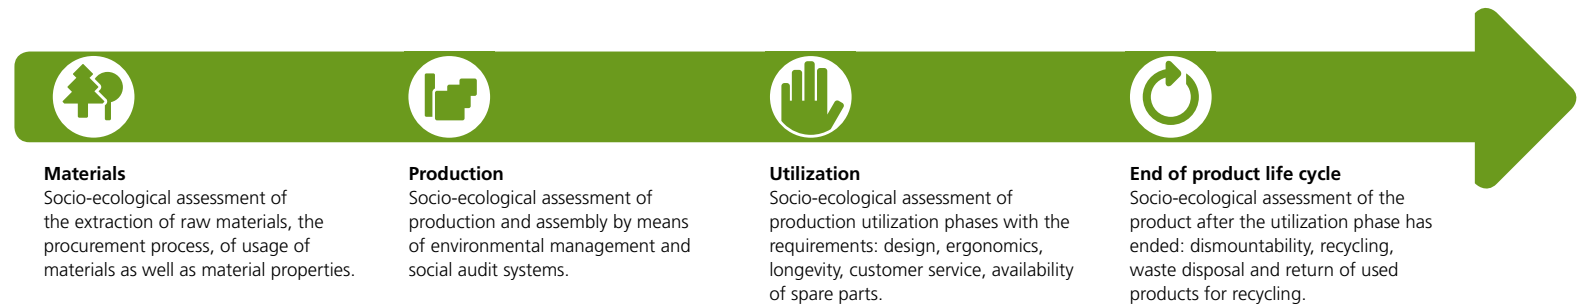 Materials
Socio-ecological assessment of
the extraction of raw materials, the
procurement process, of usage of
materials as well as material properties.
Production
Socio-ecological assessment of
production and assembly by means
of environmental management and
social audit systems.
Utilization
Socio-ecological assessment of
production utilization phases with the
requirements: design, ergonomics,
longevity, customer service, availability
of spare parts.
End of product life cycle
Socio-ecological assessment of the
product after the utilization phase has
ended: dismountability, recycling,
waste disposal and return of used
products for recycling.